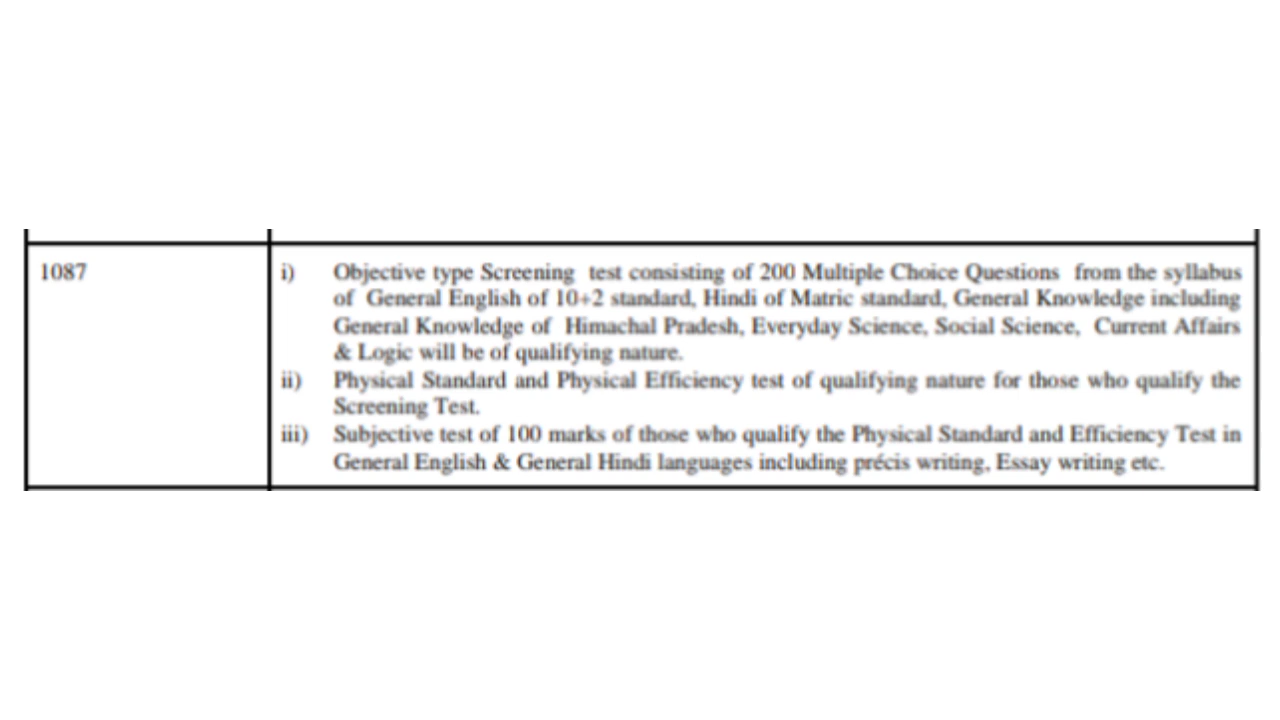 1087
i) Objective type Screening test consisting of 200 Multiple Choice Questions from the syllabus
of General English of 10+2 standard, Hindi of Matric standard, General Knowledge including
General Knowledge of Himachal Pradesh, Everyday Science, Social Science, Current Affairs
& Logic will be of qualifying nature.
ii) Physical Standard and Physical Efficiency test of qualifying nature for those who qualify the
Screening Test.
iii) Subjective test of 100 marks of those who qualify the Physical Standard and Efficiency Test in
General English & General Hindi languages including précis writing, Essay writing etc.